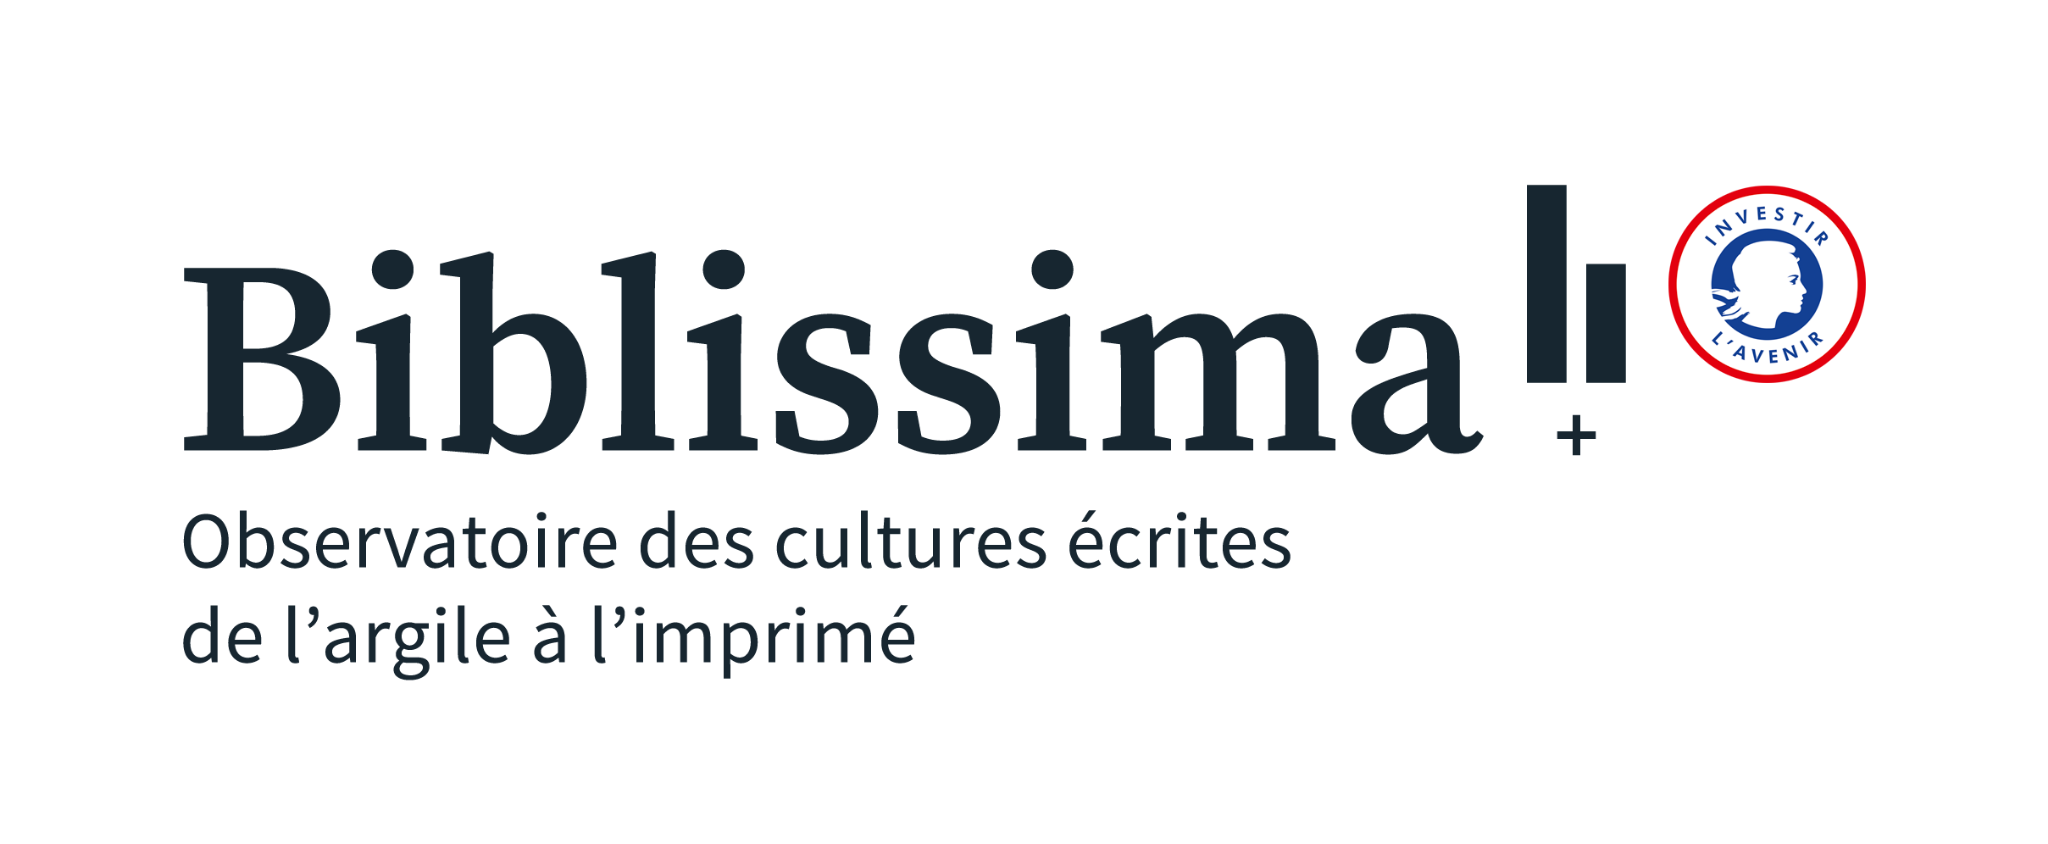 Biblissima
+
INVESTIR
L’AVENIR
Observatoire des cultures écrites
de l’argile à l’imprimé